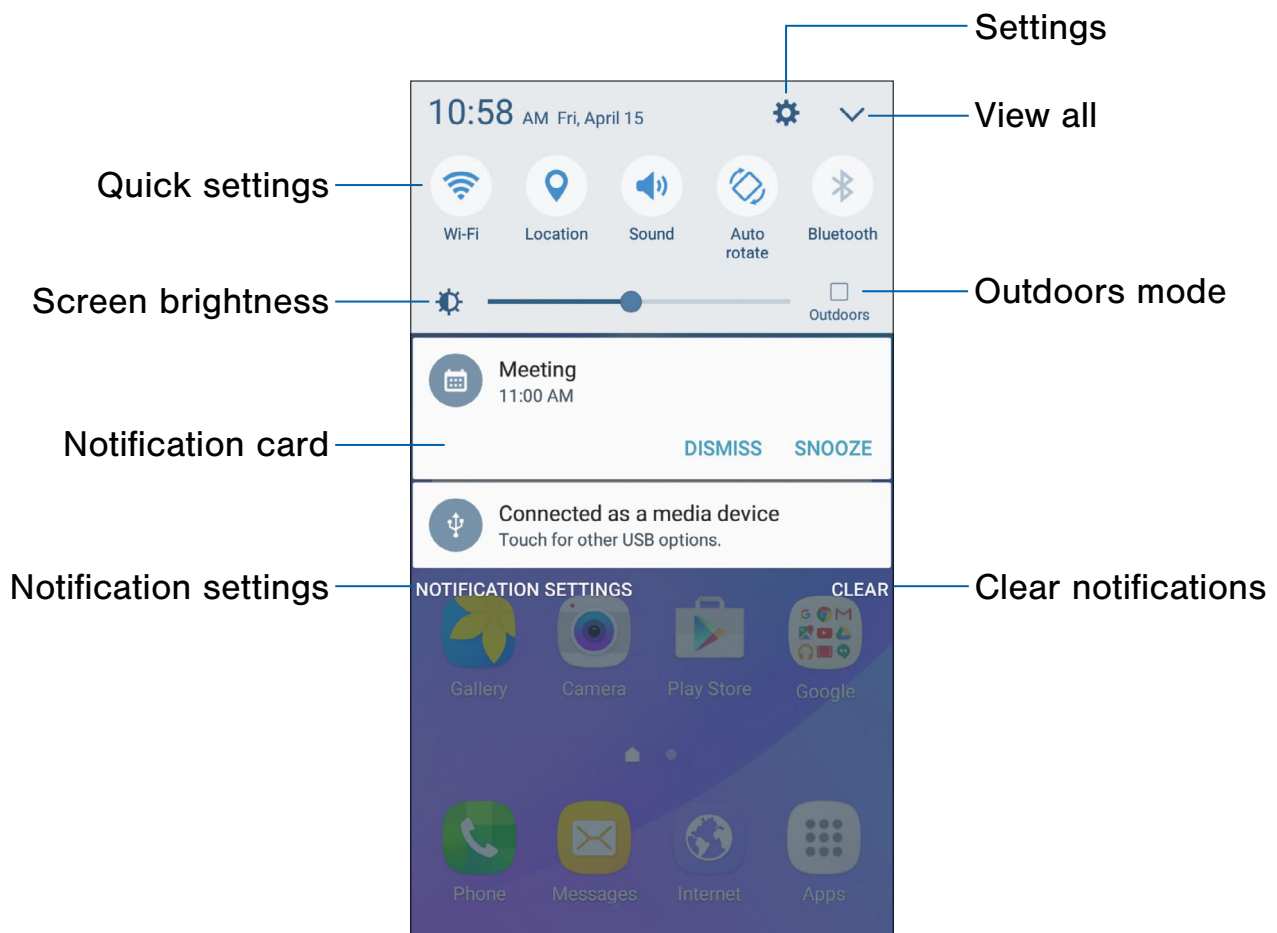 Settings
10:58 AM Fri, April 15
View all
Quick settings
Wi-Fi
Location
Sound
Auto
rotate
Bluetooth
Screen brightness
Outdoors
Outdoors mode
Meeting
11:00 AM
Notification card
DISMISS
SNOOZE
Connected as a media device
Touch for other USB options.
Notification settings
NOTIFICATION SETTINGS
CLEAR
Clear notifications
Gallery
Camera
Play Store
Google
Phone
Messages
Internet
Apps